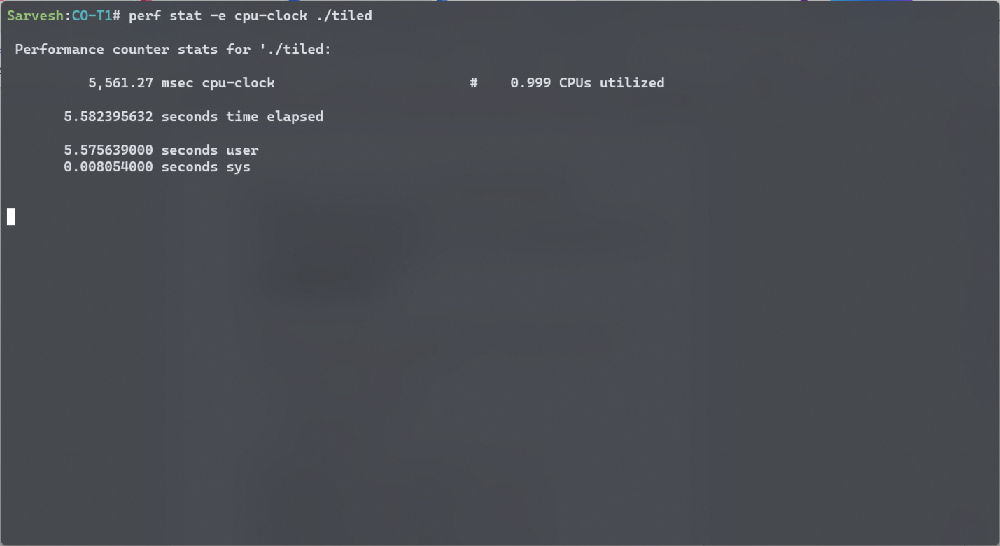 Sarvesh:CO-T1# perf stat -e cpu-clock ./tiled
Performance counter stats for './tiled:
5,561.27 msec cpu-clock # 0.999 CPUs utilized
5.582395632 seconds time elapsed
5.575639000 seconds user
0.008054000 seconds sys